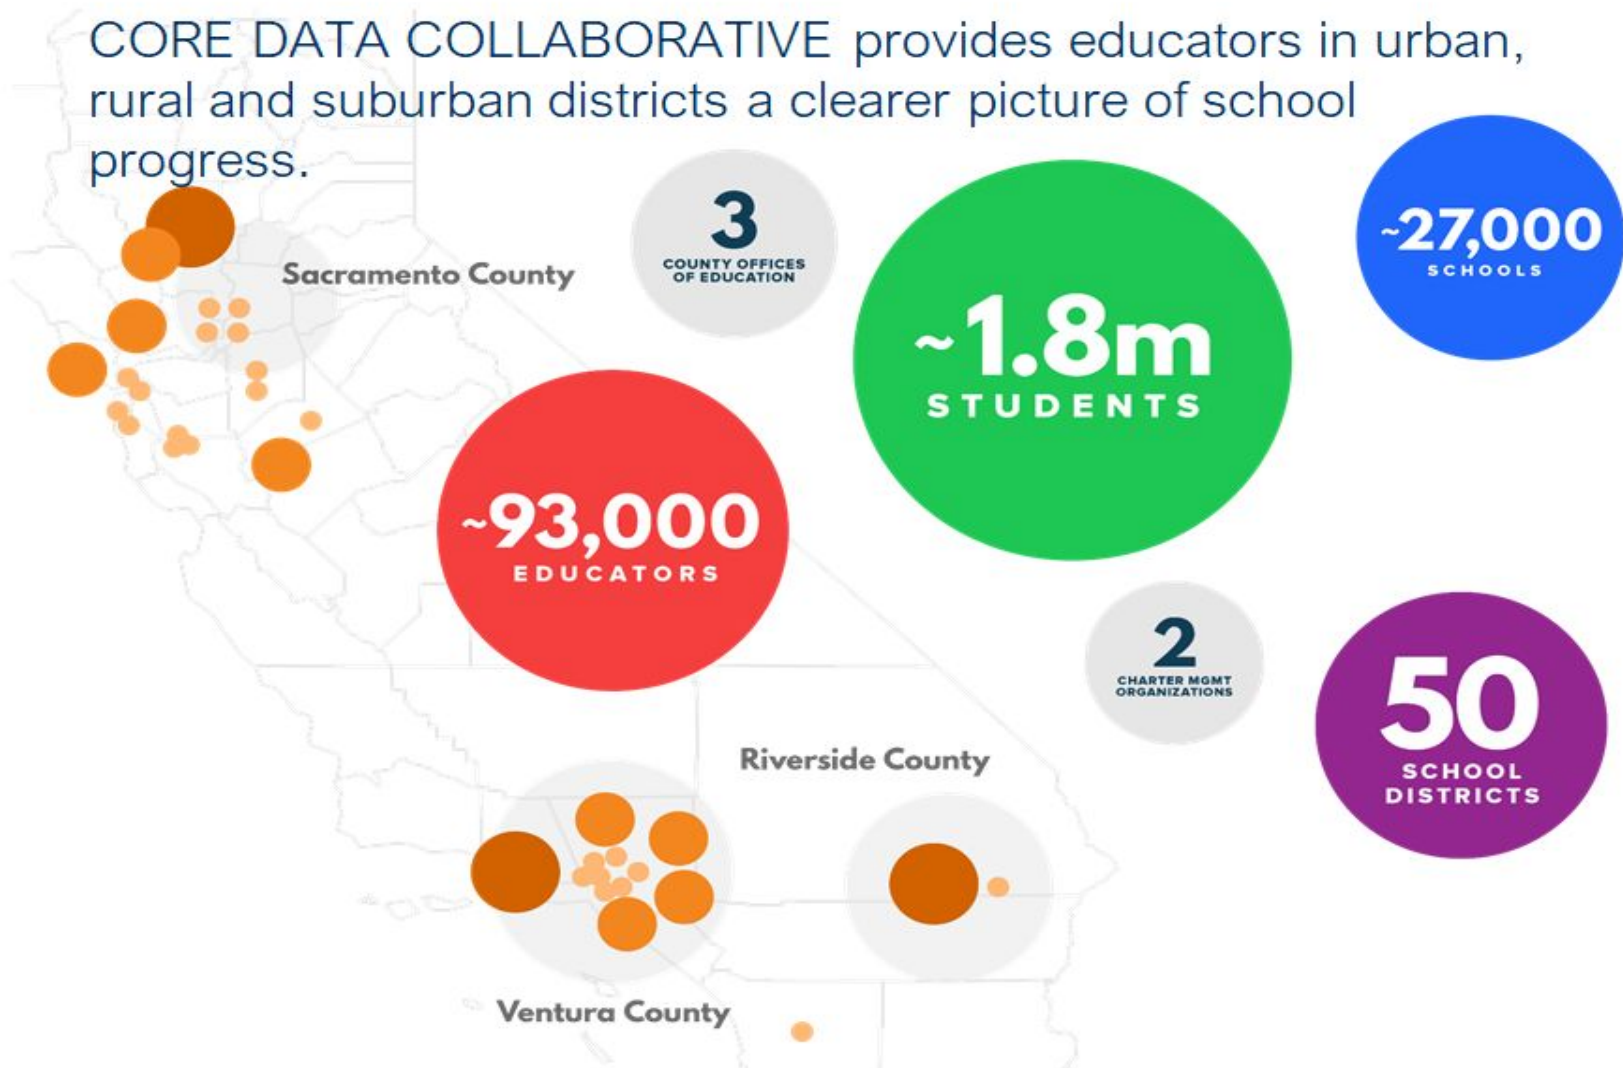 CORE DATA COLLABORATIVE provides educators in urban,
rural and suburban districts a clearer picture of school
progress.
3
COUNTY OFFICES
OF EDUCATION
~27,000
SCHOOLS
Sacramento County
~1.8m
STUDENTS
~93,000
EDUCATORS
2
CHARTER MGMT
ORGANIZATIONS
50
SCHOOL
DISTRICTS
Riverside County
Ventura County